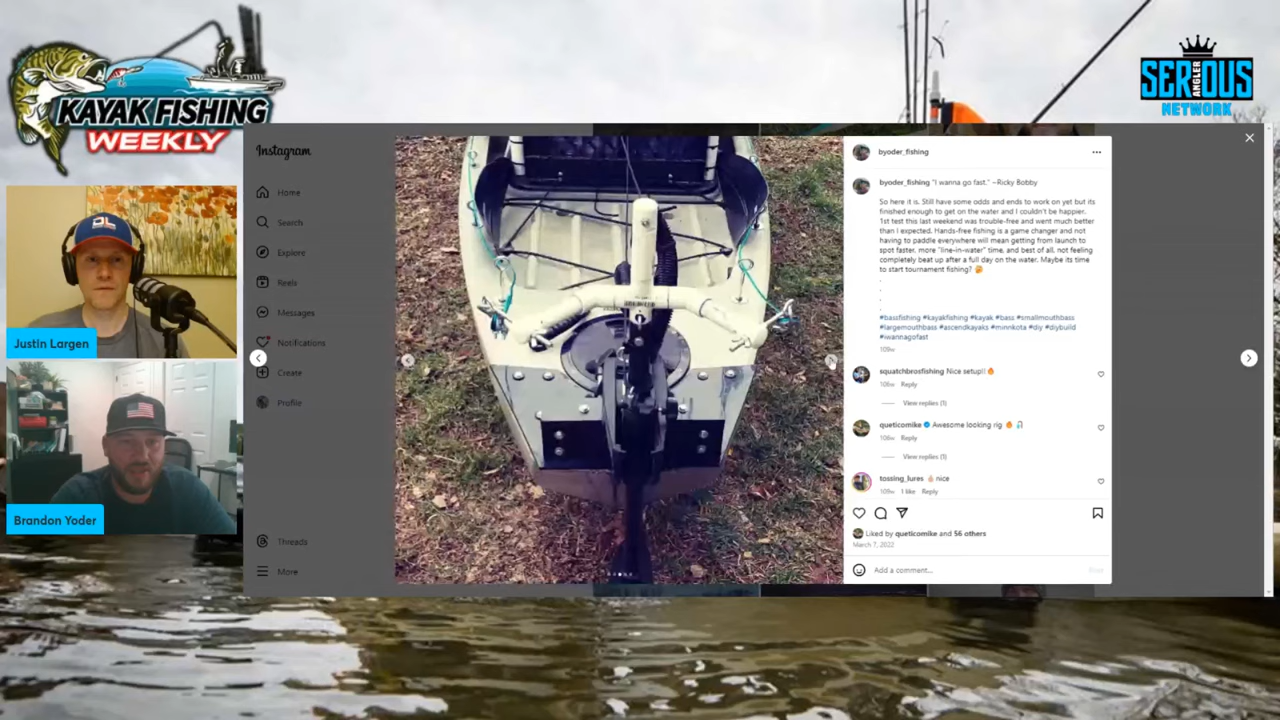 KAYAK FISHING
WEEKLY
SERIOUS
ANGLER
NETWORK
Justin Largen
Brandon Yoder
Instagram
Home
Search
Explore
Reels
Messages
Notifications
Create
Profile
Threads
More
byoder_fishing
byoder_fishing "I wanna go fast." ~Ricky Bobby
So here it is. Still have some odds and ends to work on yet but its
finished enough to get on the water and I couldn't be happier.
1st test this last weekend was trouble-free and went much better
than I expected. Hands-free fishing is a game changer and not
having to paddle everywhere will mean getting from launch to
spot faster, more "line-in-water" time, and best of all, not feeling
completely beat up after a full day on the water. Maybe its time
to start tournament fishing? 🤔
.
.
.
.
#bassfishing #kayakfishing #kayak #bass #smallmouthbass
#largemouthbass #ascendkayaks #minnkota #diy #diybuild
#iwannagofast
109w
squatchbrosfishing Nice setup!! 🔥
106w Reply
View replies (1)
queticomike Awesome looking rig 🔥 🎣
106w Reply
View replies (1)
tossing_lures 🔥 nice
109w 1 like Reply
Liked by queticomike and 56 others
March 7, 2022
Add a comment...
Post